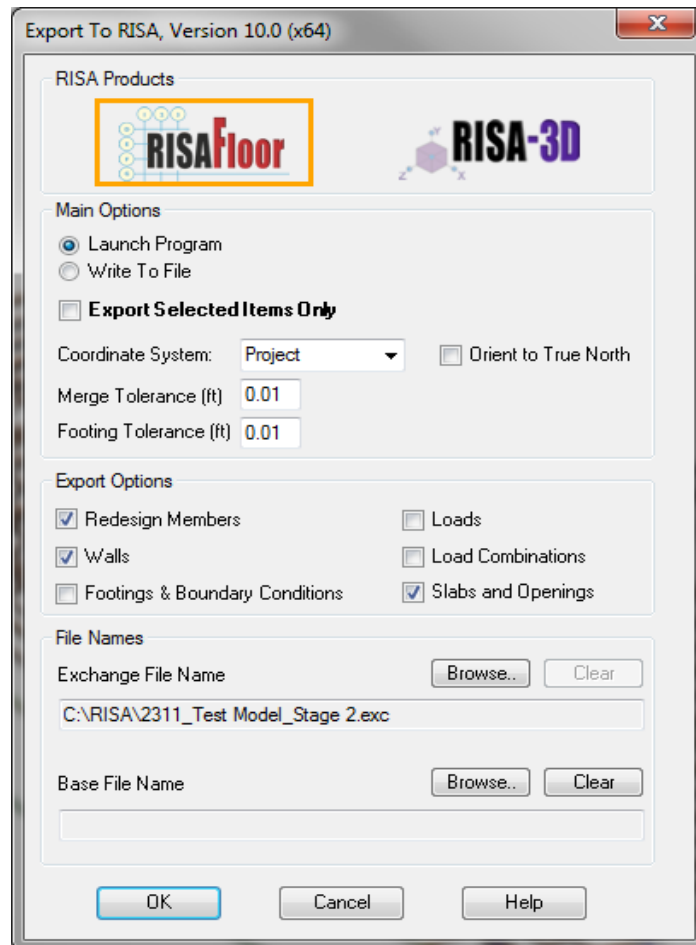 Export To RISA, Version 10.0 (x64)
RISA Products
RISAFloor
RISA-3D
Z X Y
Main Options
Launch Program
Write To File
Export Selected Items Only
Coordinate System: Project Orient to True North
Merge Tolerance (ft) 0.01
Footing Tolerance (ft) 0.01
Export Options
Redesign Members Loads
Walls Load Combinations
Footings & Boundary Conditions Slabs and Openings
File Names
Exchange File Name Browse.. Clear
C:\RISA\2311_Test Model_Stage 2.exc
Base File Name Browse.. Clear
OK Cancel Help